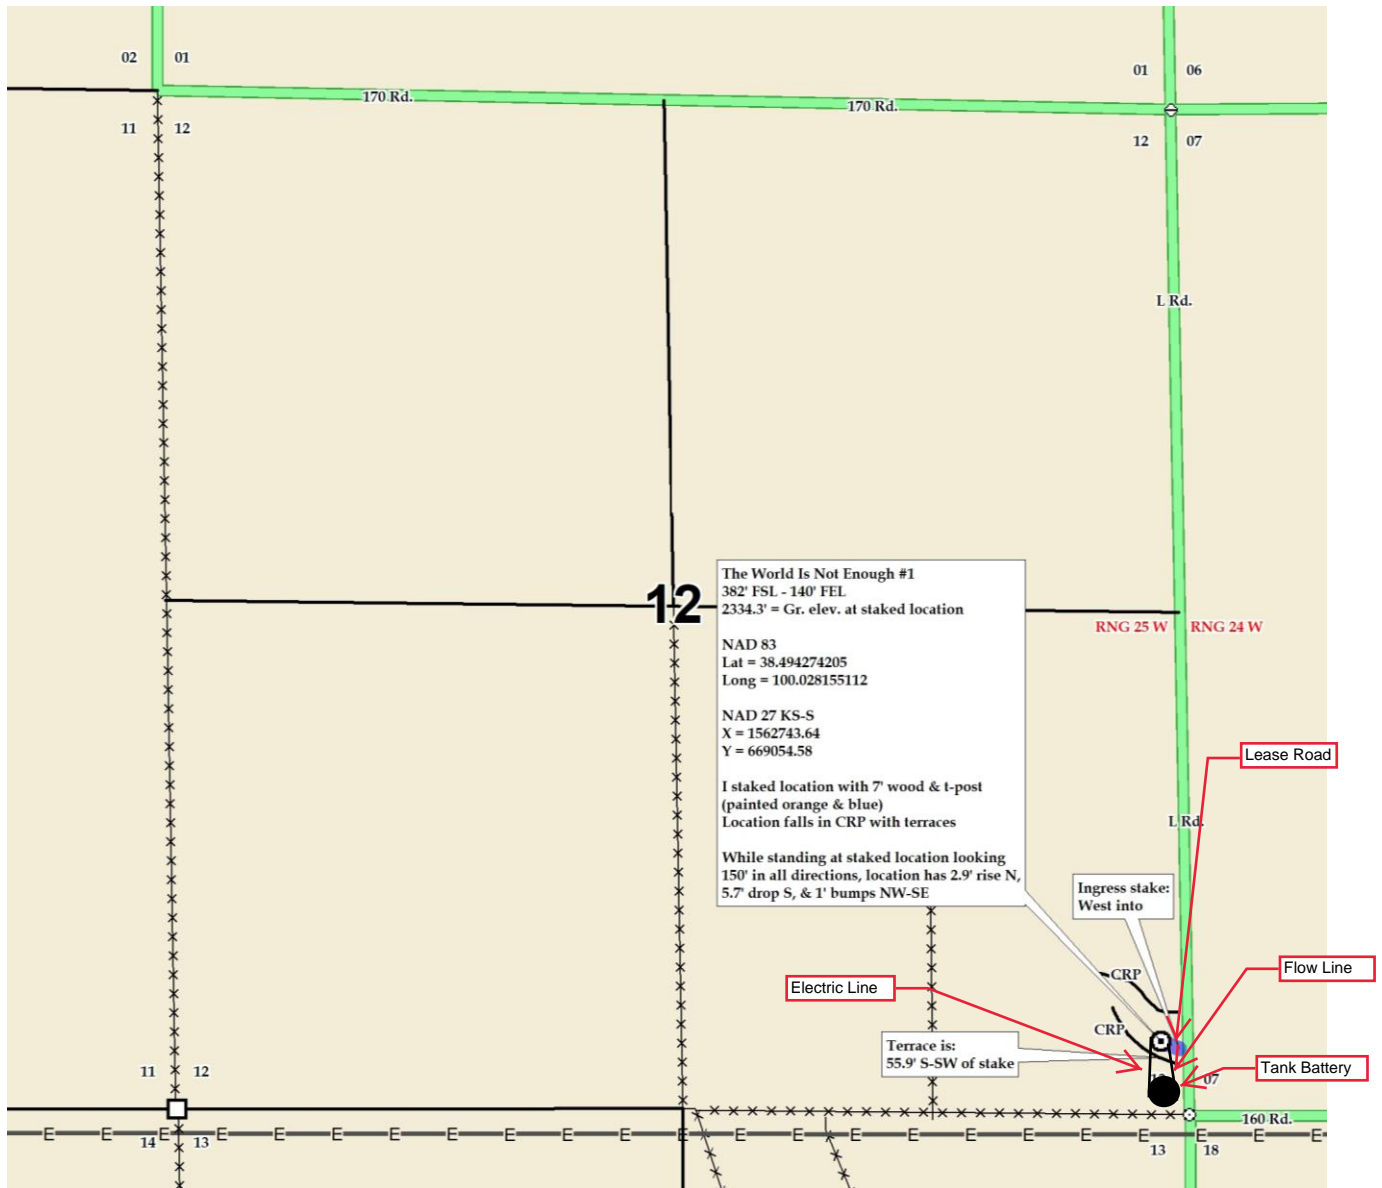 02 01
01 06
170 Rd.
170 Rd.
11 12
12 07
L Rd.
12
The World Is Not Enough #1
382' FSL - 140' FEL
2334.3' = Gr. elev. at staked location
NAD 83
Lat = 38.494274205
Long = 100.028155112
NAD 27 KS-S
X = 1562743.64
Y = 669054.58
I staked location with 7' wood & t-post
(painted orange & blue)
Location falls in CRP with terraces
While standing at staked location looking
150' in all directions, location has 2.9' rise N,
5.7' drop S, & 1' bumps NW-SE
RNG 25 W RNG 24 W
Lease Road
L Rd.
Ingress stake:
West into
Flow Line
CRP
Electric Line
CRP
Terrace is:
55.9' S-SW of stake
Tank Battery
11 12
07
160 Rd.
E E E E E E E E E E E E E E E E E E E E E E E
14 13
13 18